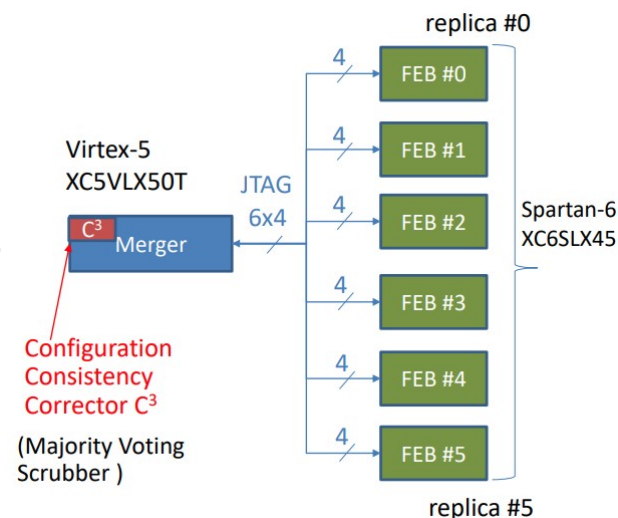 replica #0
4
FEB #0
Virtex-5
XC5VLX50T
4
FEB #1
JTAG
6x4
C³
Merger
4
FEB #2
Spartan-6
XC6SLX45
4
FEB #3
Configuration
Consistency
Corrector C³
(Majority Voting
Scrubber )
4
FEB #4
4
FEB #5
replica #5